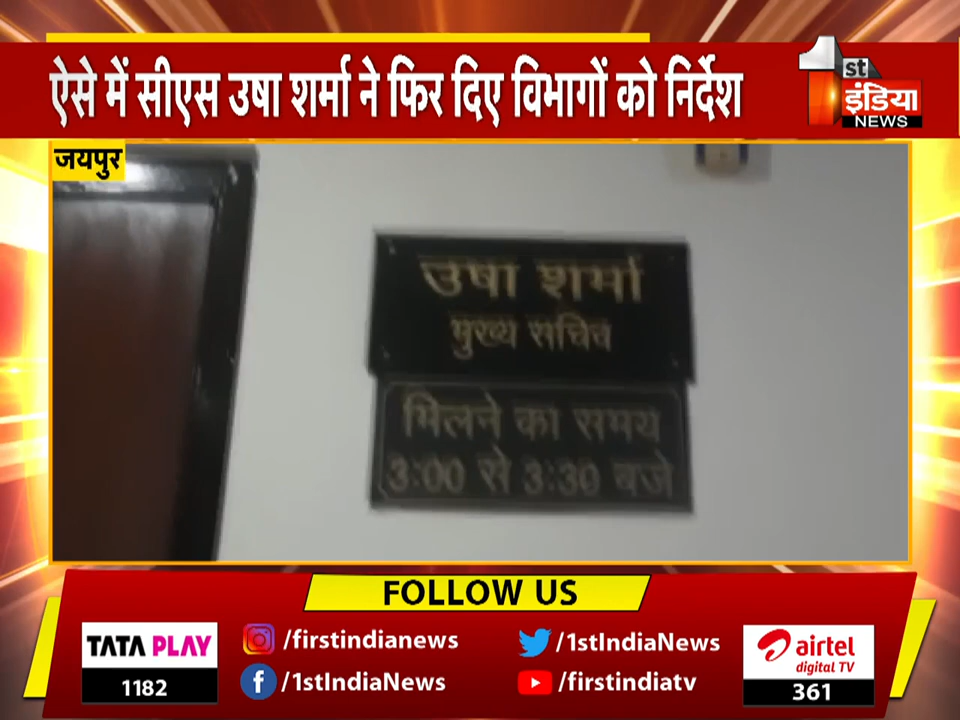 ऐसे में सीएस उषा शर्मा ने फिर दिए विभागों को निर्देश
1st
इंडिया
NEWS
जयपुर
उषा शर्मा
मुख्य सचिव
मिलने का समय
3:00 से 3:30 बजे
FOLLOW US
TATA PLAY
1182
/firstindianews
/1stIndiaNews
/1stIndiaNews
/firstindiatv
airtel
digital TV
361